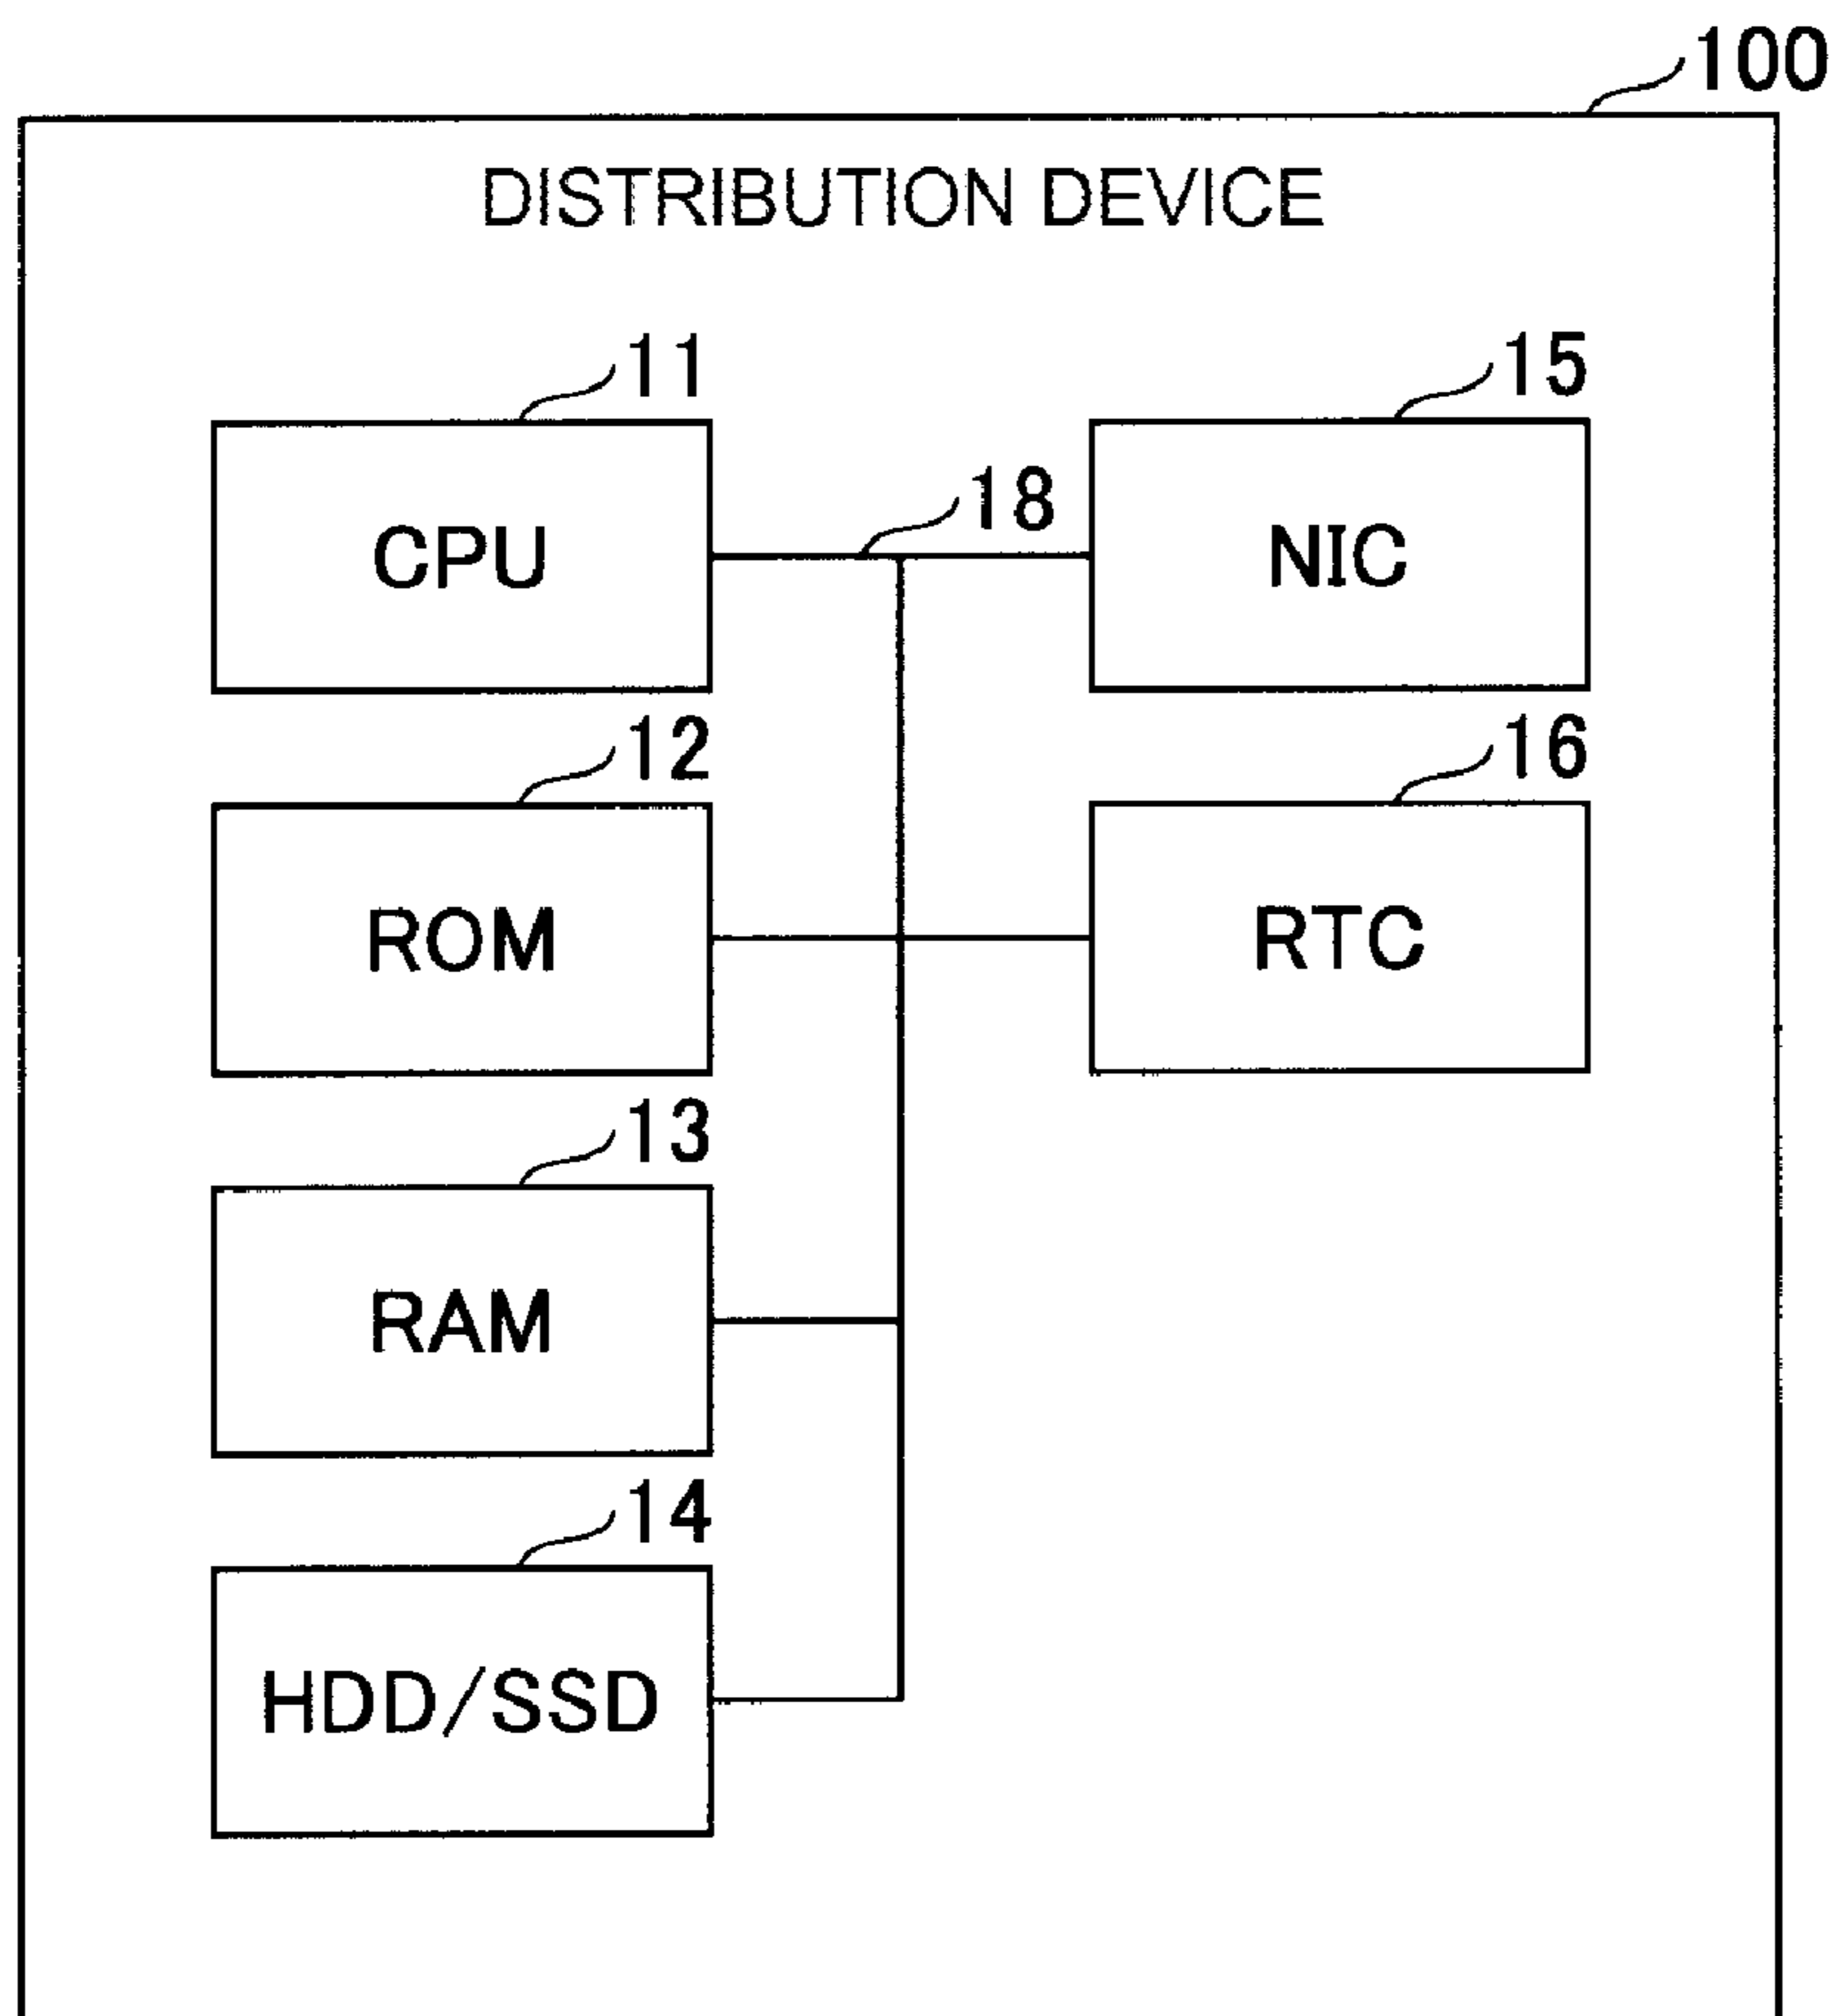 100
DISTRIBUTION DEVICE
11
15
18
CPU
NIC
12
16
ROM
RTC
13
RAM
14
HDD/SSD